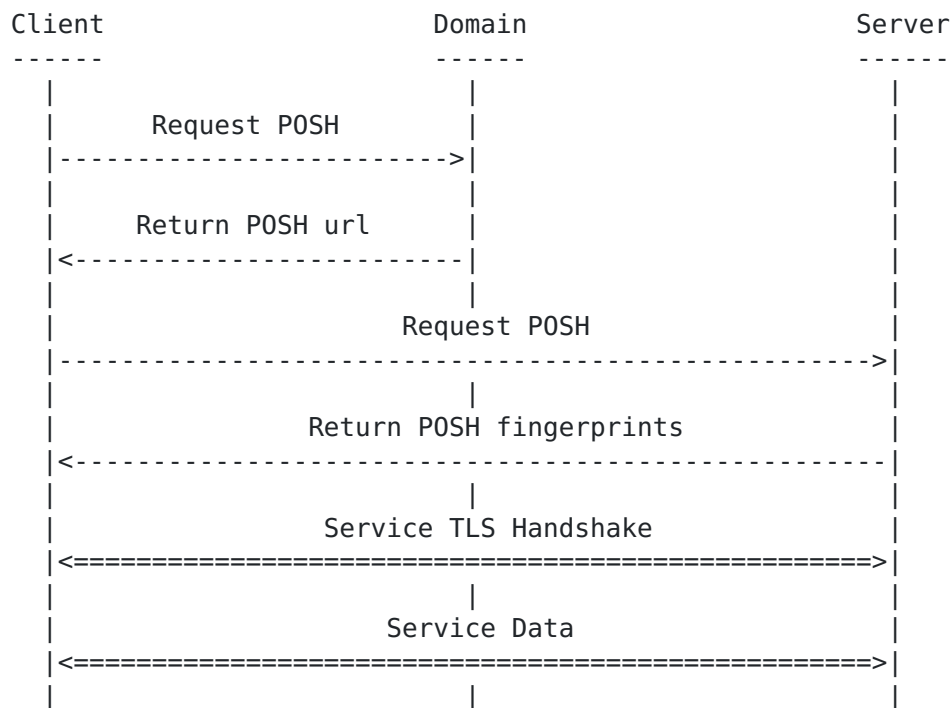 Client Domain Server
Request POSH
Return POSH url
Request POSH
Return POSH fingerprints
Service TLS Handshake
Service Data